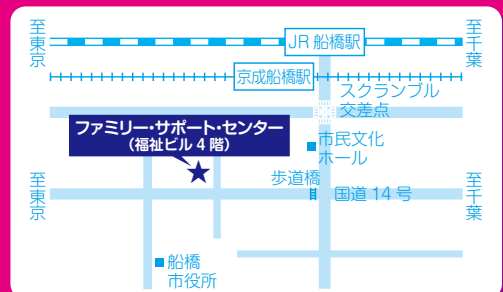 至東京
至千葉
JR 船橋駅
京成船橋駅
スクランブル
交差点
ファミリー・サポート・センター
（福祉ビル 4 階）
市民文化
ホール
歩道橋
至東京
国道 14 号
至千葉
船橋
市役所